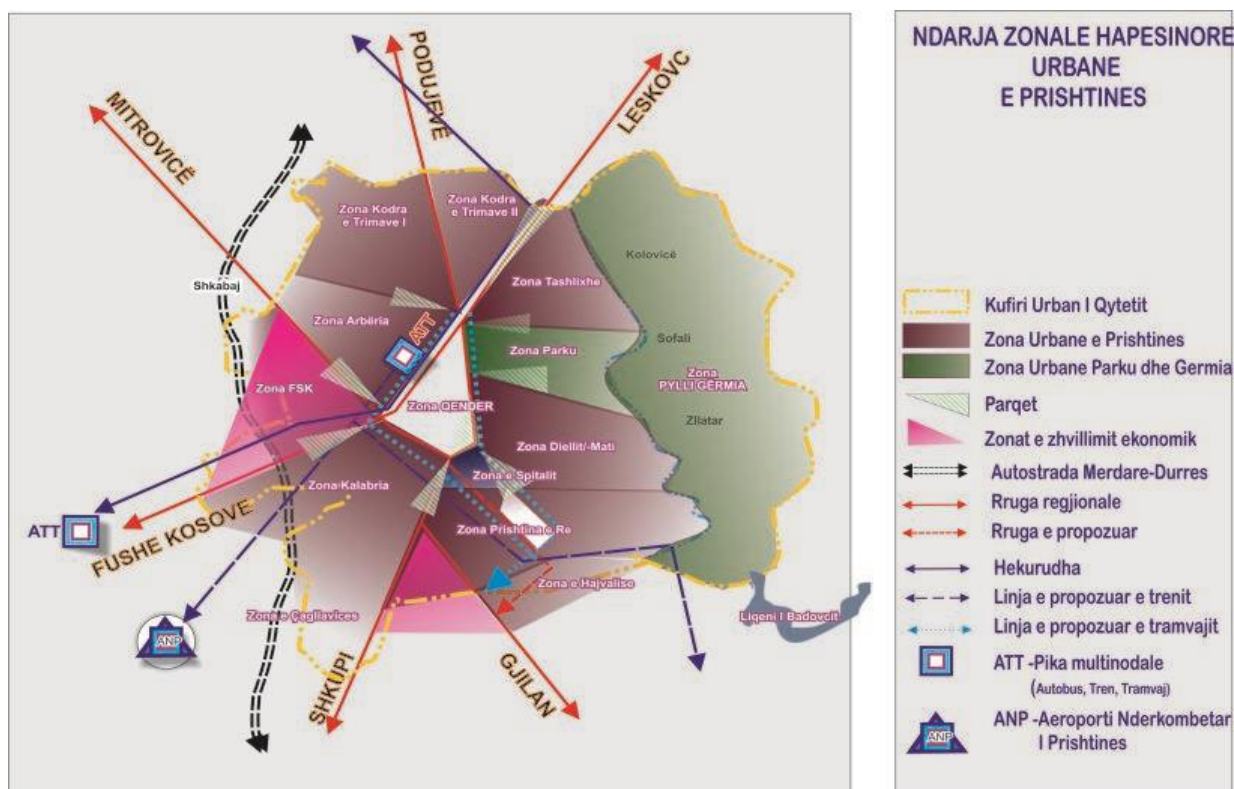 MITROVICË
PODUJEVË
LESKOVC
Zona Kodra
e Trimave I
Zona Kodra
e Trimave II
Kolovicë
Shkabaj
Zona Tashlixhe
Zona Arbëria
ATT
Sofali
Zona Parku
Zona
PYLLI GËRMIA
Zona FSK
Zona QENDER
Zllatar
Zona Diellit/-Mati
Zona e Spitalit
Zona Kalabria
ATT
FUSHE KOSOVE
Zona Prishtina e Re
Zona e Hajvalise
Zona e Çagllavices
Liqeni I Badovcit
ANP
SHKUPI
GJILAN
NDARJA ZONALE HAPESINORE
URBANE
E PRISHTINES
Kufiri Urban I Qytetit
Zona Urbane e Prishtines
Zona Urbane Parku dhe Germia
Parqet
Zonat e zhvillimit ekonomik
Autostrada Merdare-Durres
Rruga regjionale
Rruga e propozuar
Hekurudha
Linja e propozuar e trenit
Linja e propozuar e tramvajit
ATT -Pika multinodale
(Autobus, Tren, Tramvaj)
ANP
ANP -Aeroporti Nderkombetar
I Prishtines